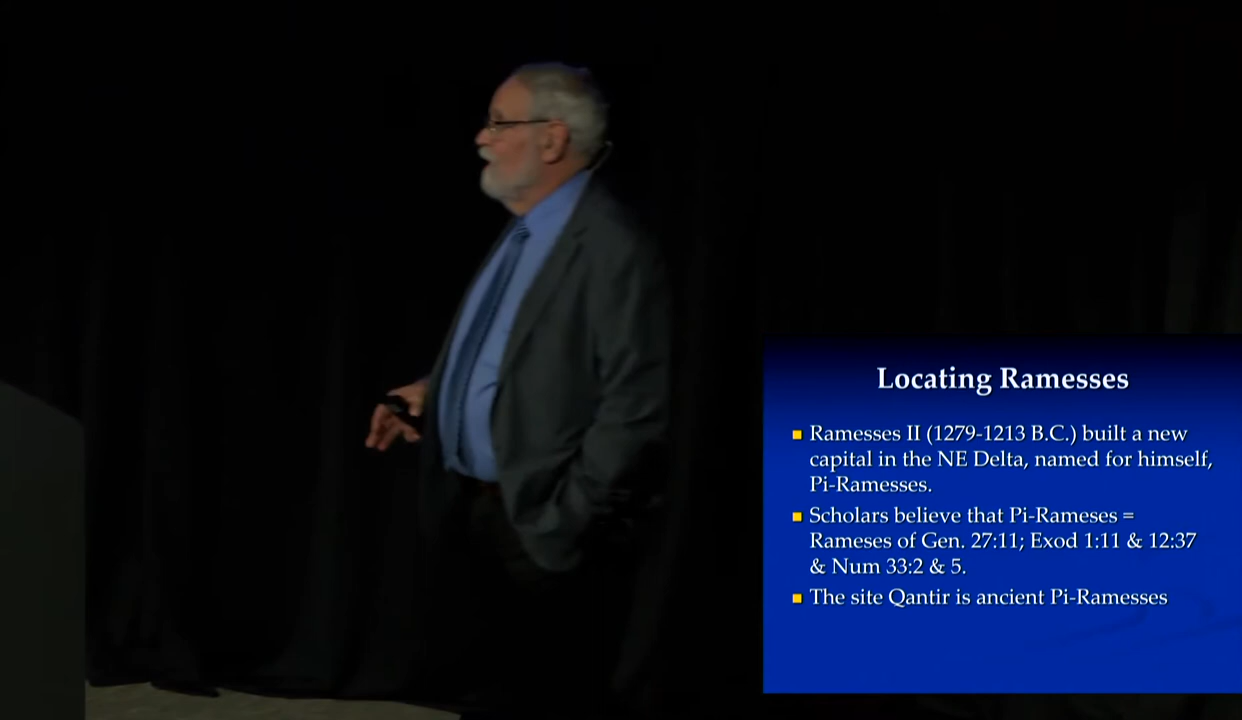 Locating Ramesses
Ramesses II (1279-1213 B.C.) built a new
capital in the NE Delta, named for himself,
Pi-Ramesses.
Scholars believe that Pi-Rameses =
Rameses of Gen. 27:11; Exod 1:11 & 12:37
& Num 33:2 & 5.
The site Qantir is ancient Pi-Ramesses